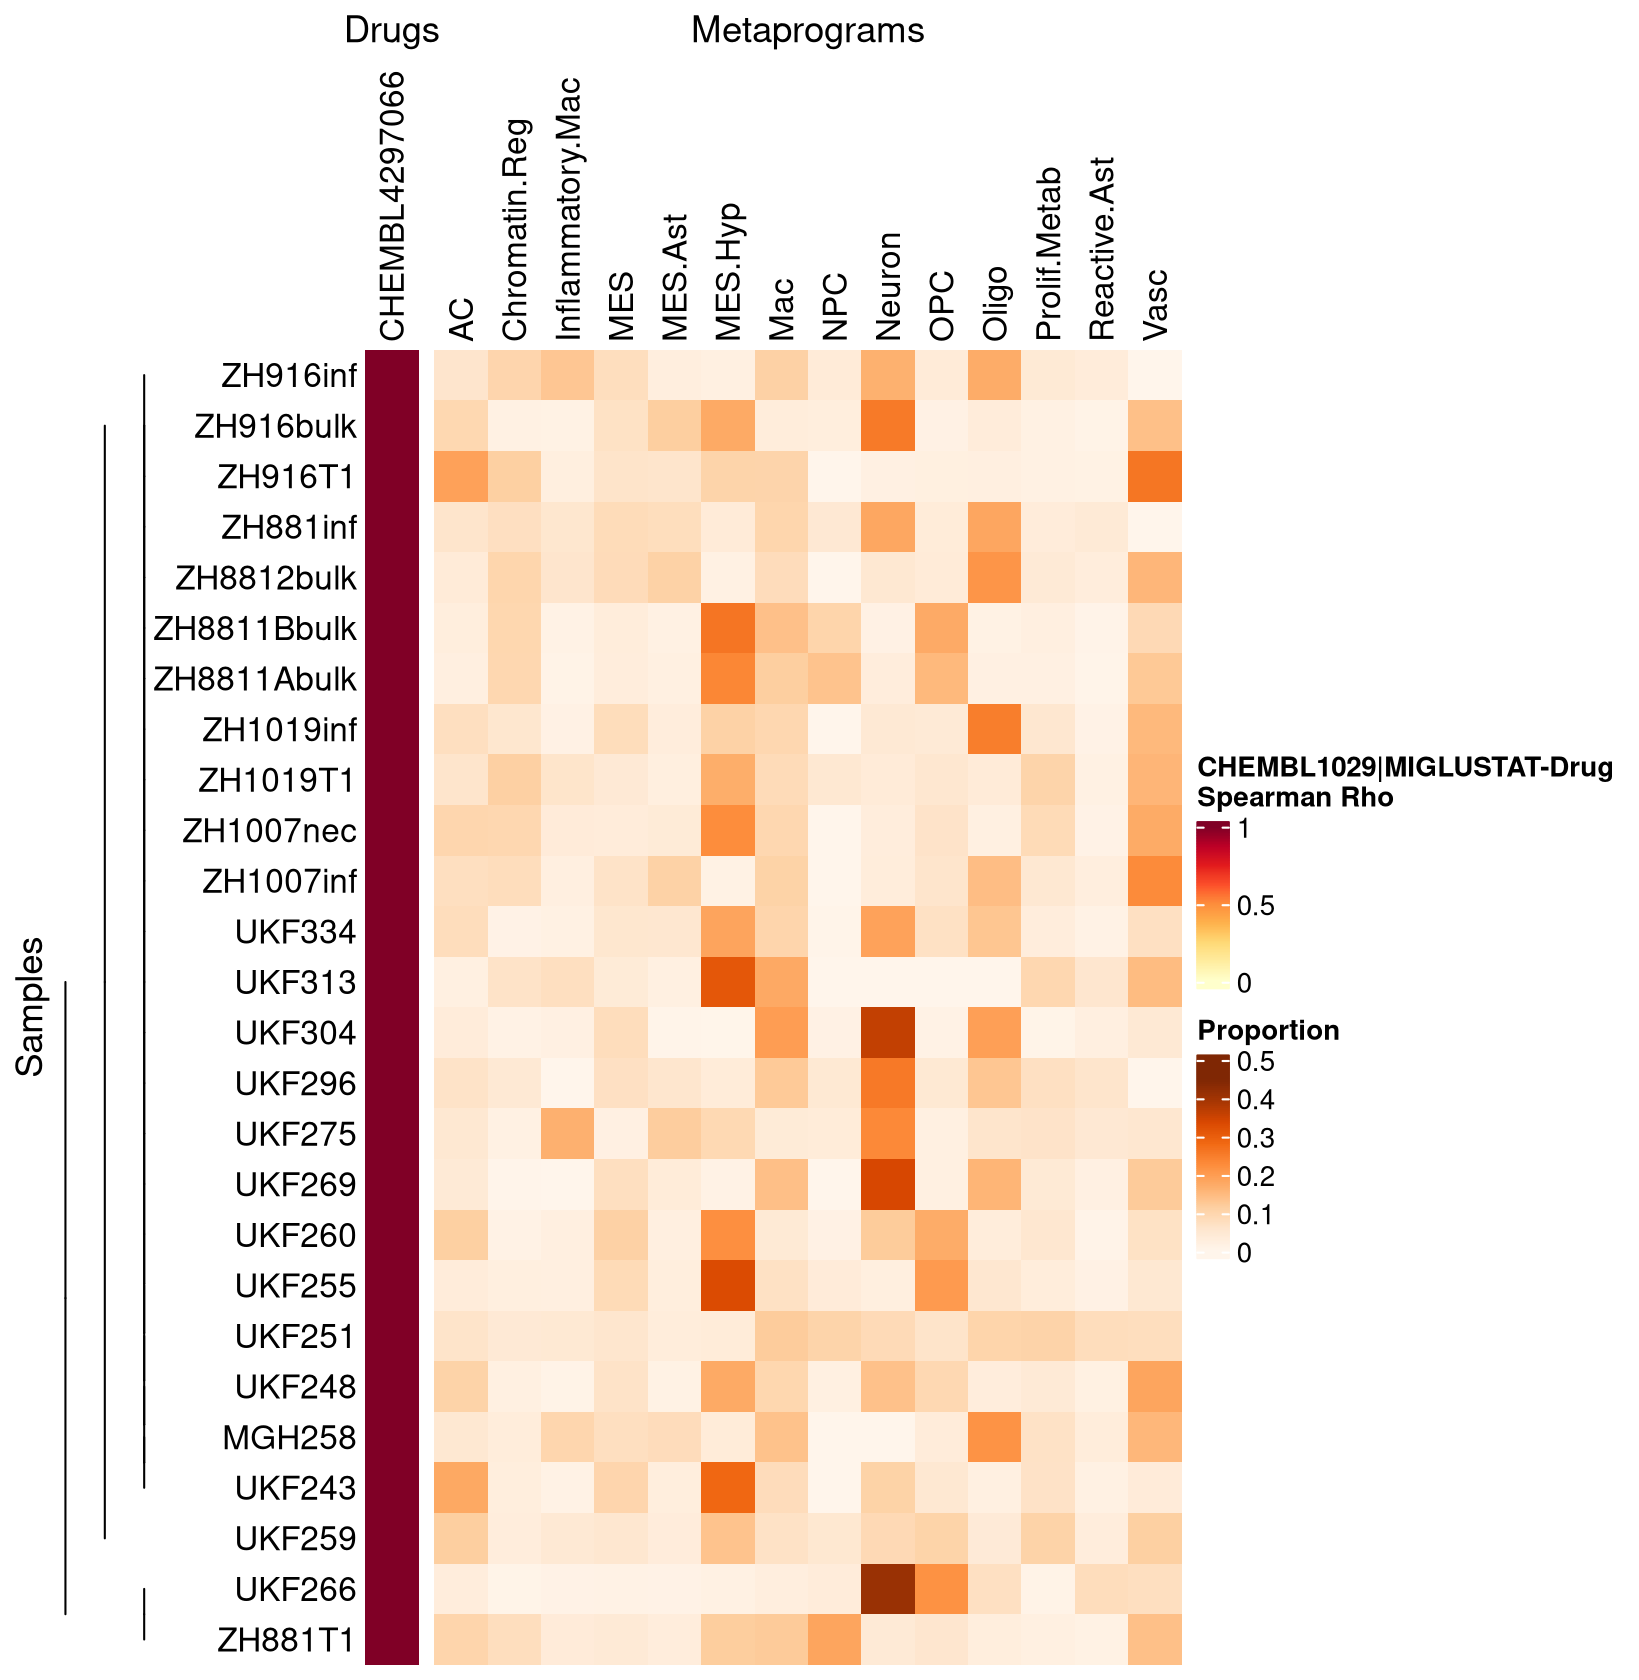 Drugs
Metaprograms
CHEMBL4297066
AC
Chromatin.Reg
Inflammatory.Mac
MES
MES.Ast
MES.Hyp
Mac
NPC
Neuron
OPC
Oligo
Prolif.Metab
Reactive.Ast
Vasc
Samples
ZH916inf
ZH916bulk
ZH916T1
ZH881inf
ZH8812bulk
ZH8811Bbulk
ZH8811Abulk
ZH1019inf
ZH1019T1
ZH1007nec
ZH1007inf
UKF334
UKF313
UKF304
UKF296
UKF275
UKF269
UKF260
UKF255
UKF251
UKF248
MGH258
UKF243
UKF259
UKF266
ZH881T1
CHEMBL1029|MIGLUSTAT-Drug
Spearman Rho
1
0.5
0
Proportion
0.5
0.4
0.3
0.2
0.1
0